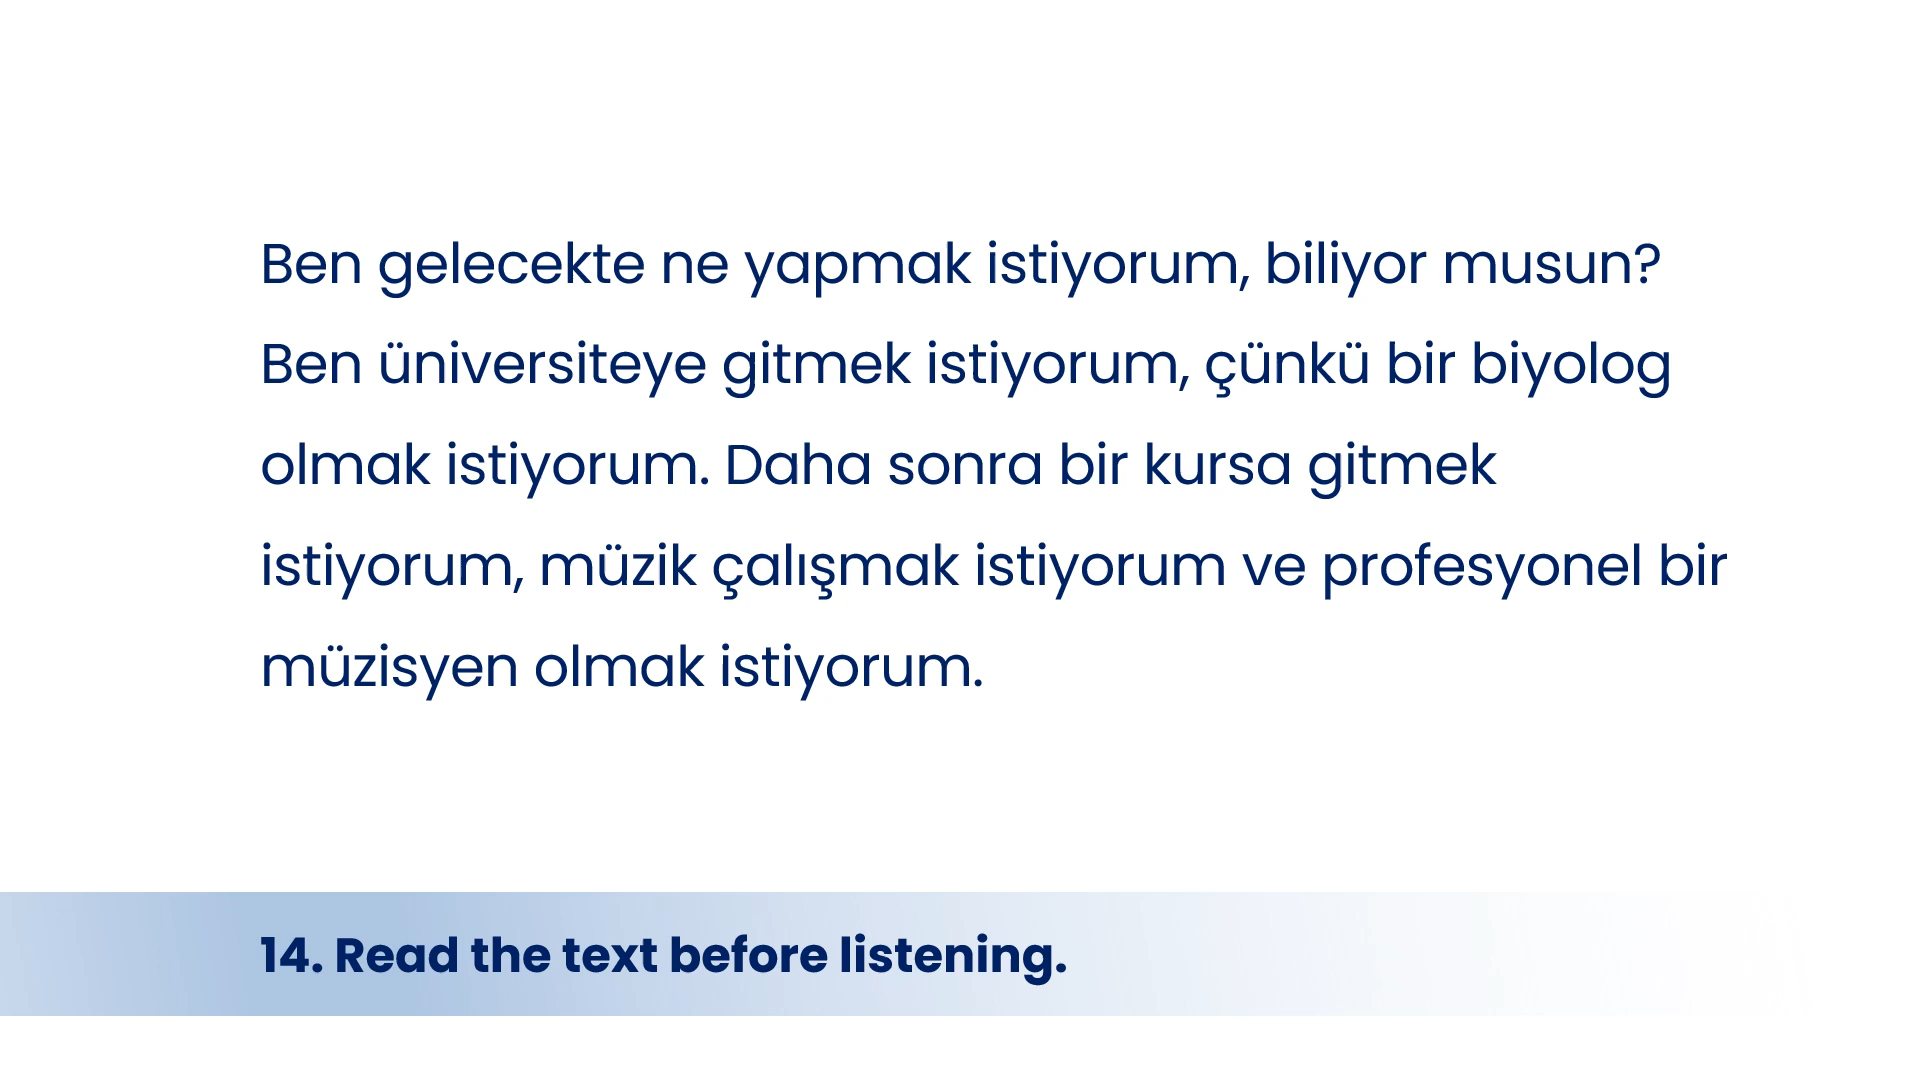 Ben gelecekte ne yapmak istiyorum, biliyor musun?
Ben üniversiteye gitmek istiyorum, çünkü bir biyolog
olmak istiyorum. Daha sonra bir kursa gitmek
istiyorum, müzik çalışmak istiyorum ve profesyonel bir
müzisyen olmak istiyorum.
14. Read the text before listening.